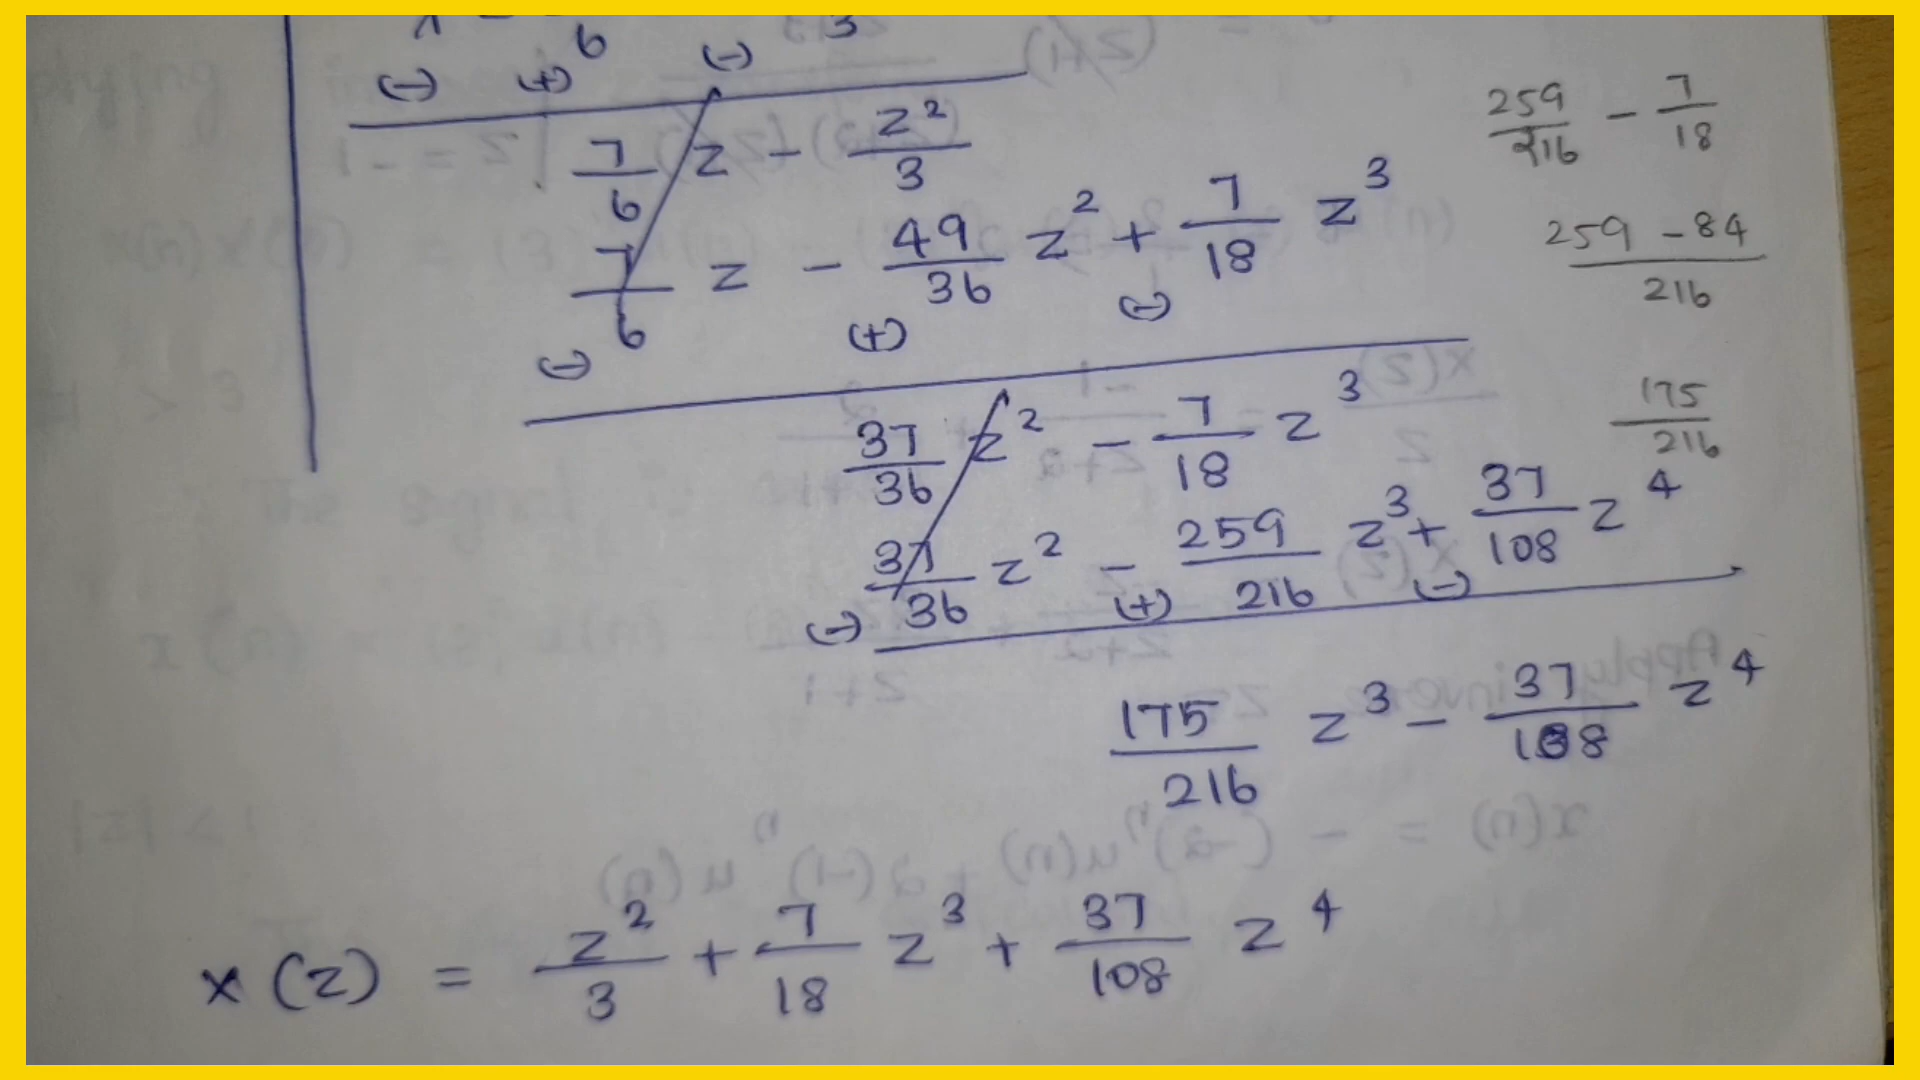 6 3
(-) (+) (-)
7/6 z - z²/3
7/6 z - 49/36 z² + 7/18 z³
(-) (+) (-)
37/36 z² - 7/18 z³
37/36 z² - 259/216 z³ + 37/108 z⁴
(-) (+) (-)
175/216 z³ - 37/108 z⁴
x(z) = z²/3 + 7/18 z³ + 37/108 z⁴
259/216 - 7/18
259 - 84/216
175/216